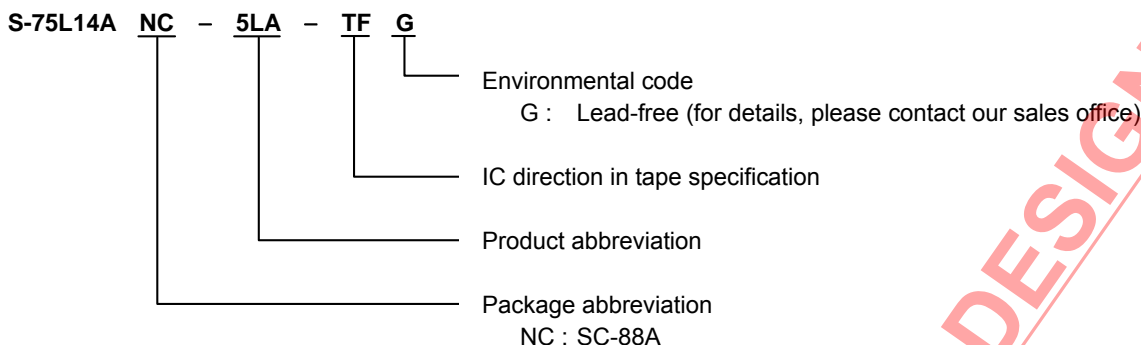 S-75L14A NC – 5LA – TF G
Environmental code
G : Lead-free (for details, please contact our sales office)
IC direction in tape specification
Product abbreviation
Package abbreviation
NC : SC-88A
DESIGN